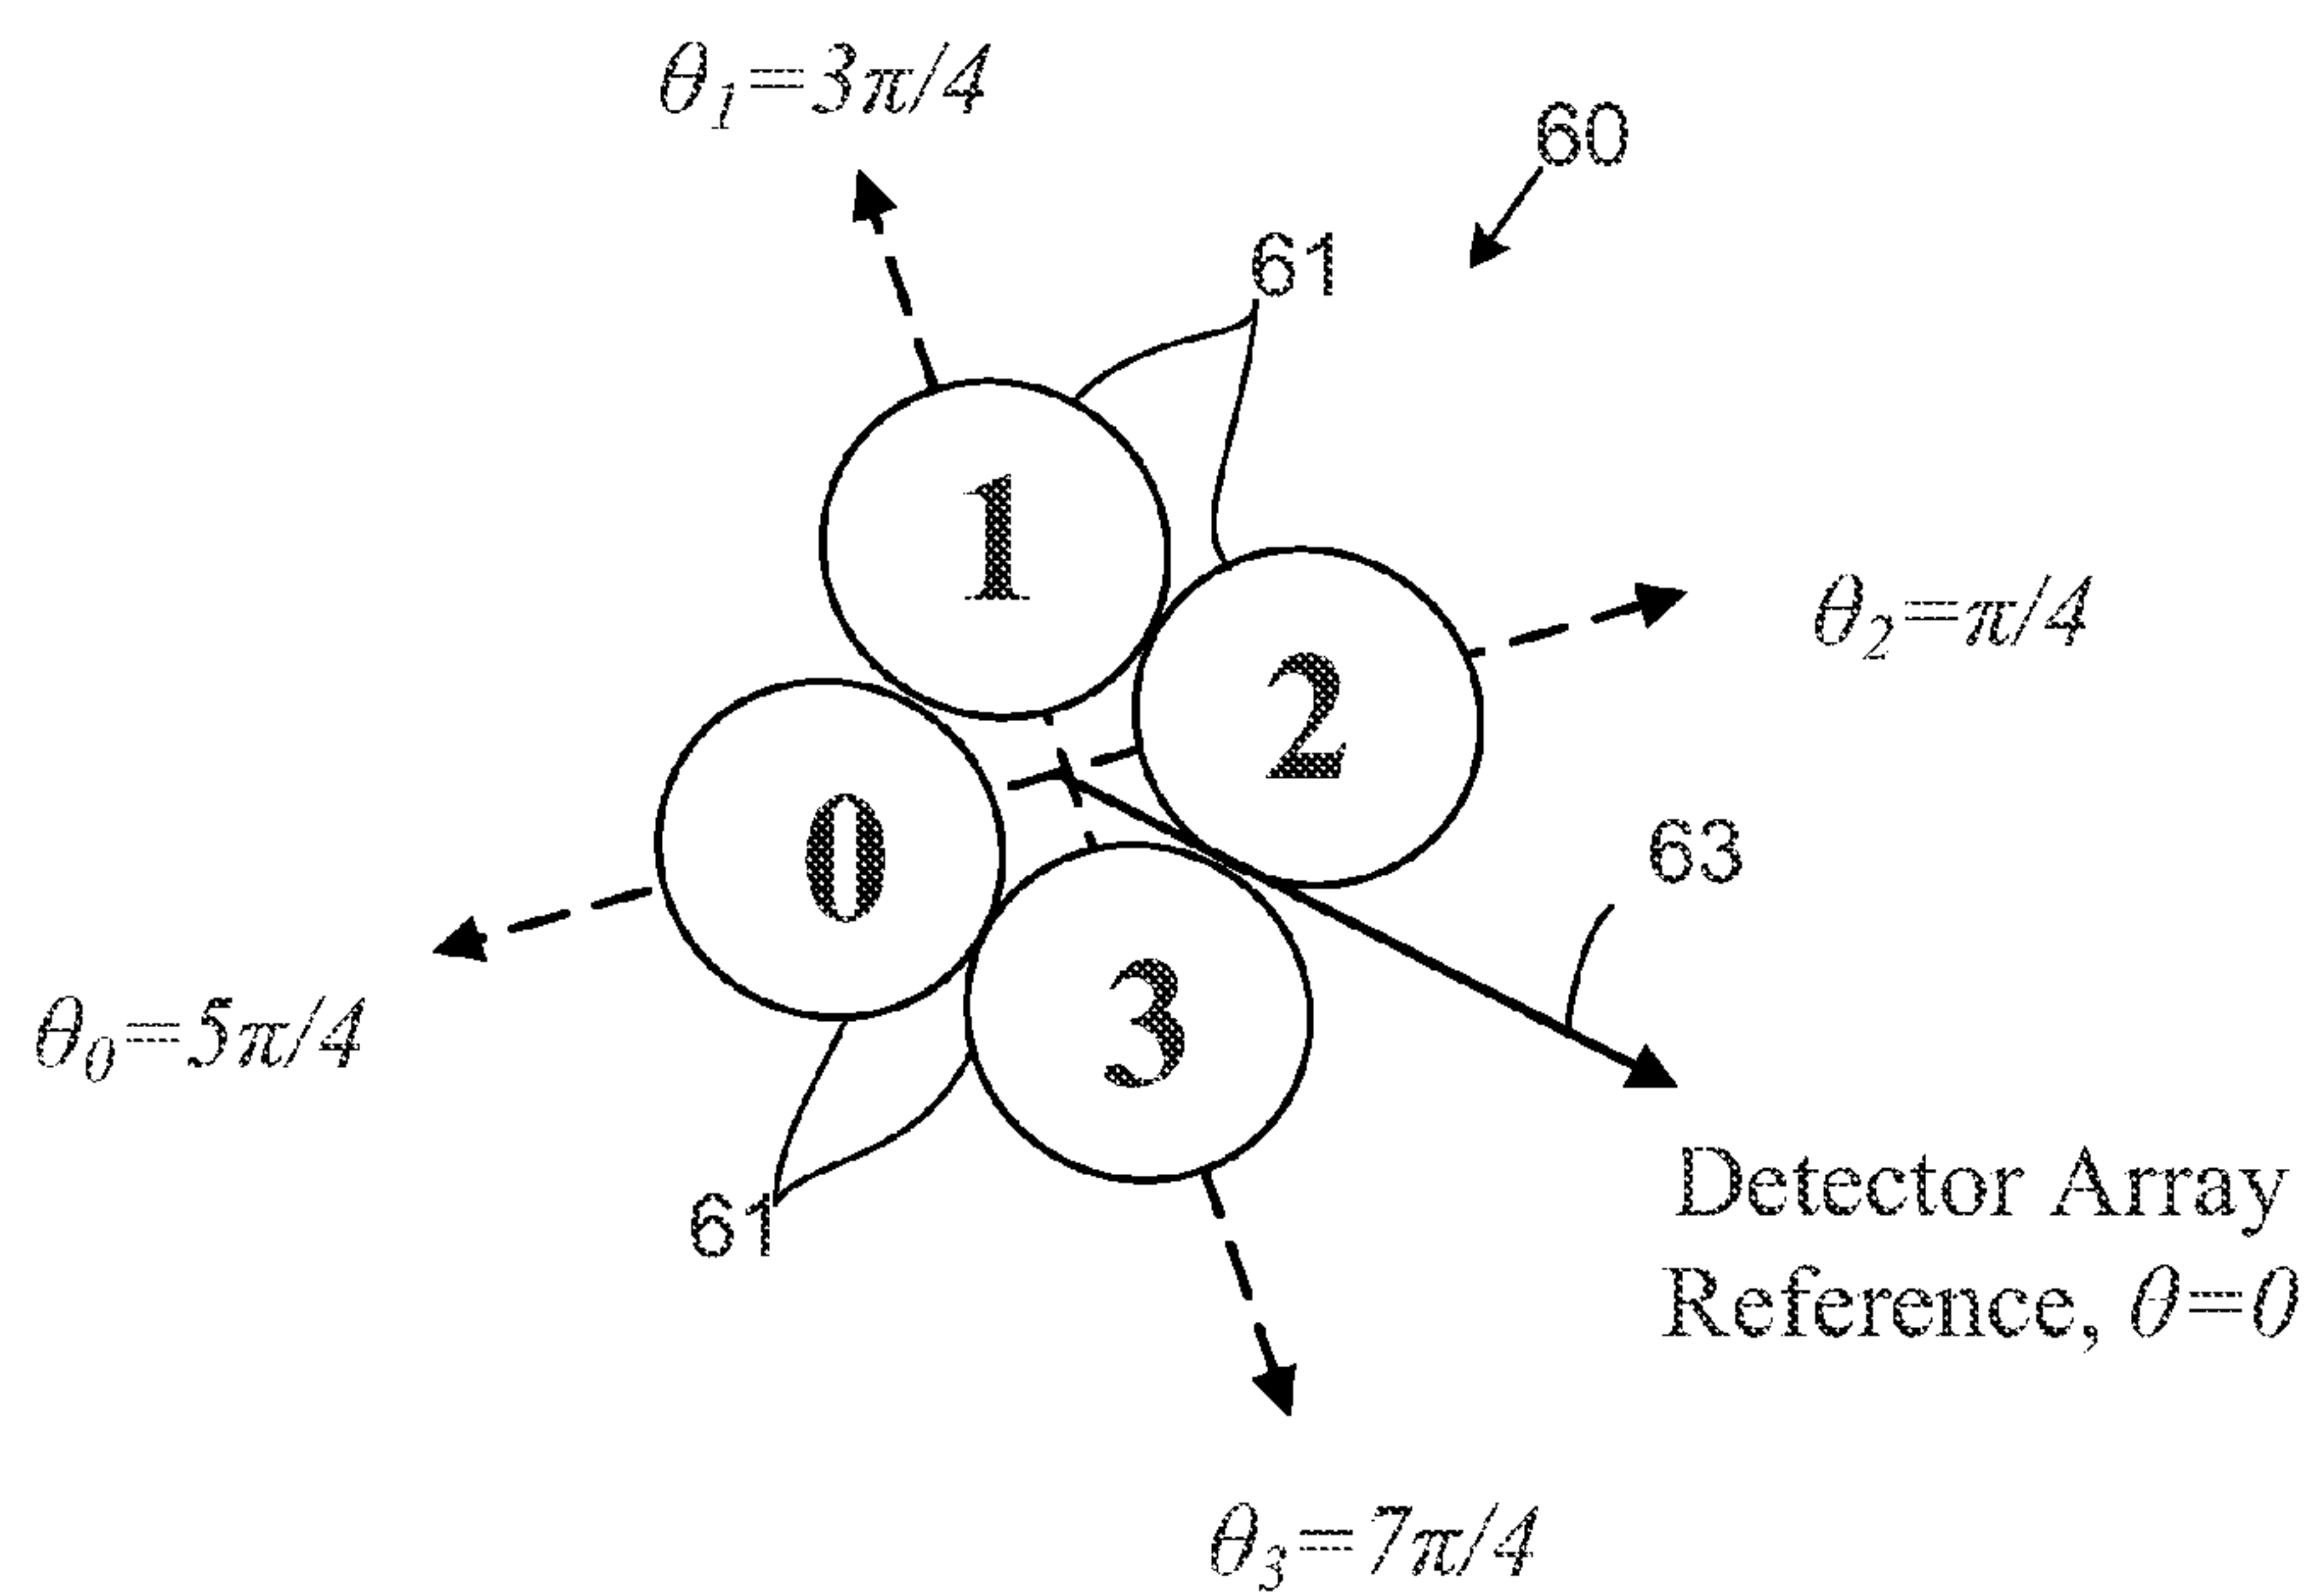 θ₁=3π/4
60
61
1
θ₂=π/4
2
63
0
θ₀=5π/4
3
61
Detector Array
Reference, θ=0
θ₃=7π/4